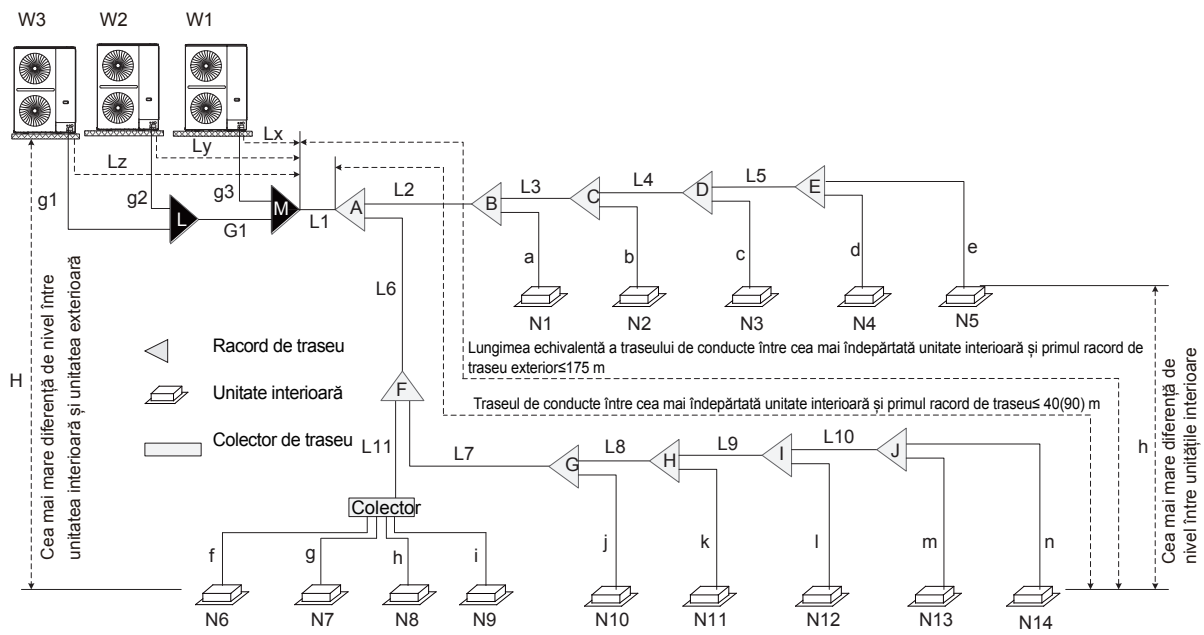 W3
W2
W1
Lx
Ly
Lz
g1
g2
g3
L
G1
M
L1
A
L2
B
L3
C
L4
D
L5
E
a
b
c
d
e
L6
N1
N2
N3
N4
N5
H
Cea mai mare diferență de nivel între
unitatea interioară și unitatea exterioară
Racord de traseu
Unitate interioară
Colector de traseu
Lungimea echivalentă a traseului de conducte între cea mai îndepărtată unitate interioară și primul racord de
traseu exterior≤175 m
Traseul de conducte între cea mai îndepărtată unitate interioară și primul racord de traseu≤ 40(90) m
h
Cea mai mare diferență de
nivel între unitățile interioare
F
L11
L7
G
L8
H
L9
I
L10
J
Colector
f
g
h
i
j
k
l
m
n
N6
N7
N8
N9
N10
N11
N12
N13
N14